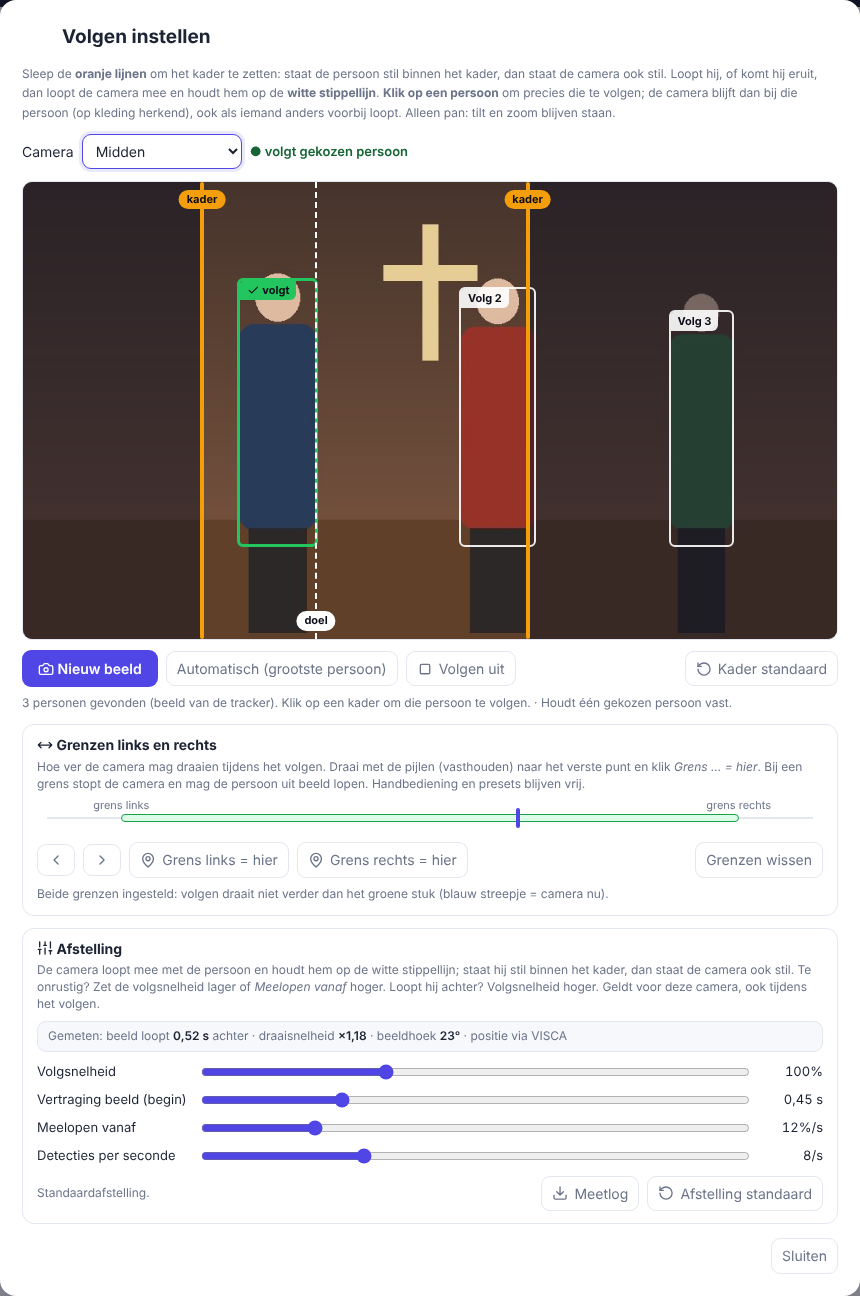 Volgen instellen
Sleep de oranje lijnen om het kader te zetten: staat de persoon stil binnen het kader, dan staat de camera ook stil. Loopt hij, of komt hij eruit,
dan loopt de camera mee en houdt hem op de witte stippellijn. Klik op een persoon om precies die te volgen; de camera blijft dan bij die
persoon (op kleding herkend), ook als iemand anders voorbij loopt. Alleen pan: tilt en zoom blijven staan.
Camera Midden volgt gekozen persoon
kader kader
volgt
Volg 2
Volg 3
doel
Nieuw beeld Automatisch (grootste persoon) Volgen uit Kader standaard
3 personen gevonden (beeld van de tracker). Klik op een kader om die persoon te volgen. · Houdt één gekozen persoon vast.
Grenzen links en rechts
Hoe ver de camera mag draaien tijdens het volgen. Draai met de pijlen (vasthouden) naar het verste punt en klik Grens ... = hier. Bij een
grens stopt de camera en mag de persoon uit beeld lopen. Handbediening en presets blijven vrij.
grens links grens rechts
Grens links = hier Grens rechts = hier Grenzen wissen
Beide grenzen ingesteld: volgen draait niet verder dan het groene stuk (blauw streepje = camera nu).
Afstelling
De camera loopt mee met de persoon en houdt hem op de witte stippellijn; staat hij stil binnen het kader, dan staat de camera ook stil. Te
onrustig? Zet de volgsnelheid lager of Meelopen vanaf hoger. Loopt hij achter? Volgsnelheid hoger. Geldt voor deze camera, ook tijdens
het volgen.
Gemeten: beeld loopt 0,52 s achter · draaisnelheid ×1,18 · beeldhoek 23° · positie via VISCA
Volgsnelheid 100%
Vertraging beeld (begin) 0,45 s
Meelopen vanaf 12%/s
Detecties per seconde 8/s
Standaardafstelling. Meetlog Afstelling standaard
Sluiten